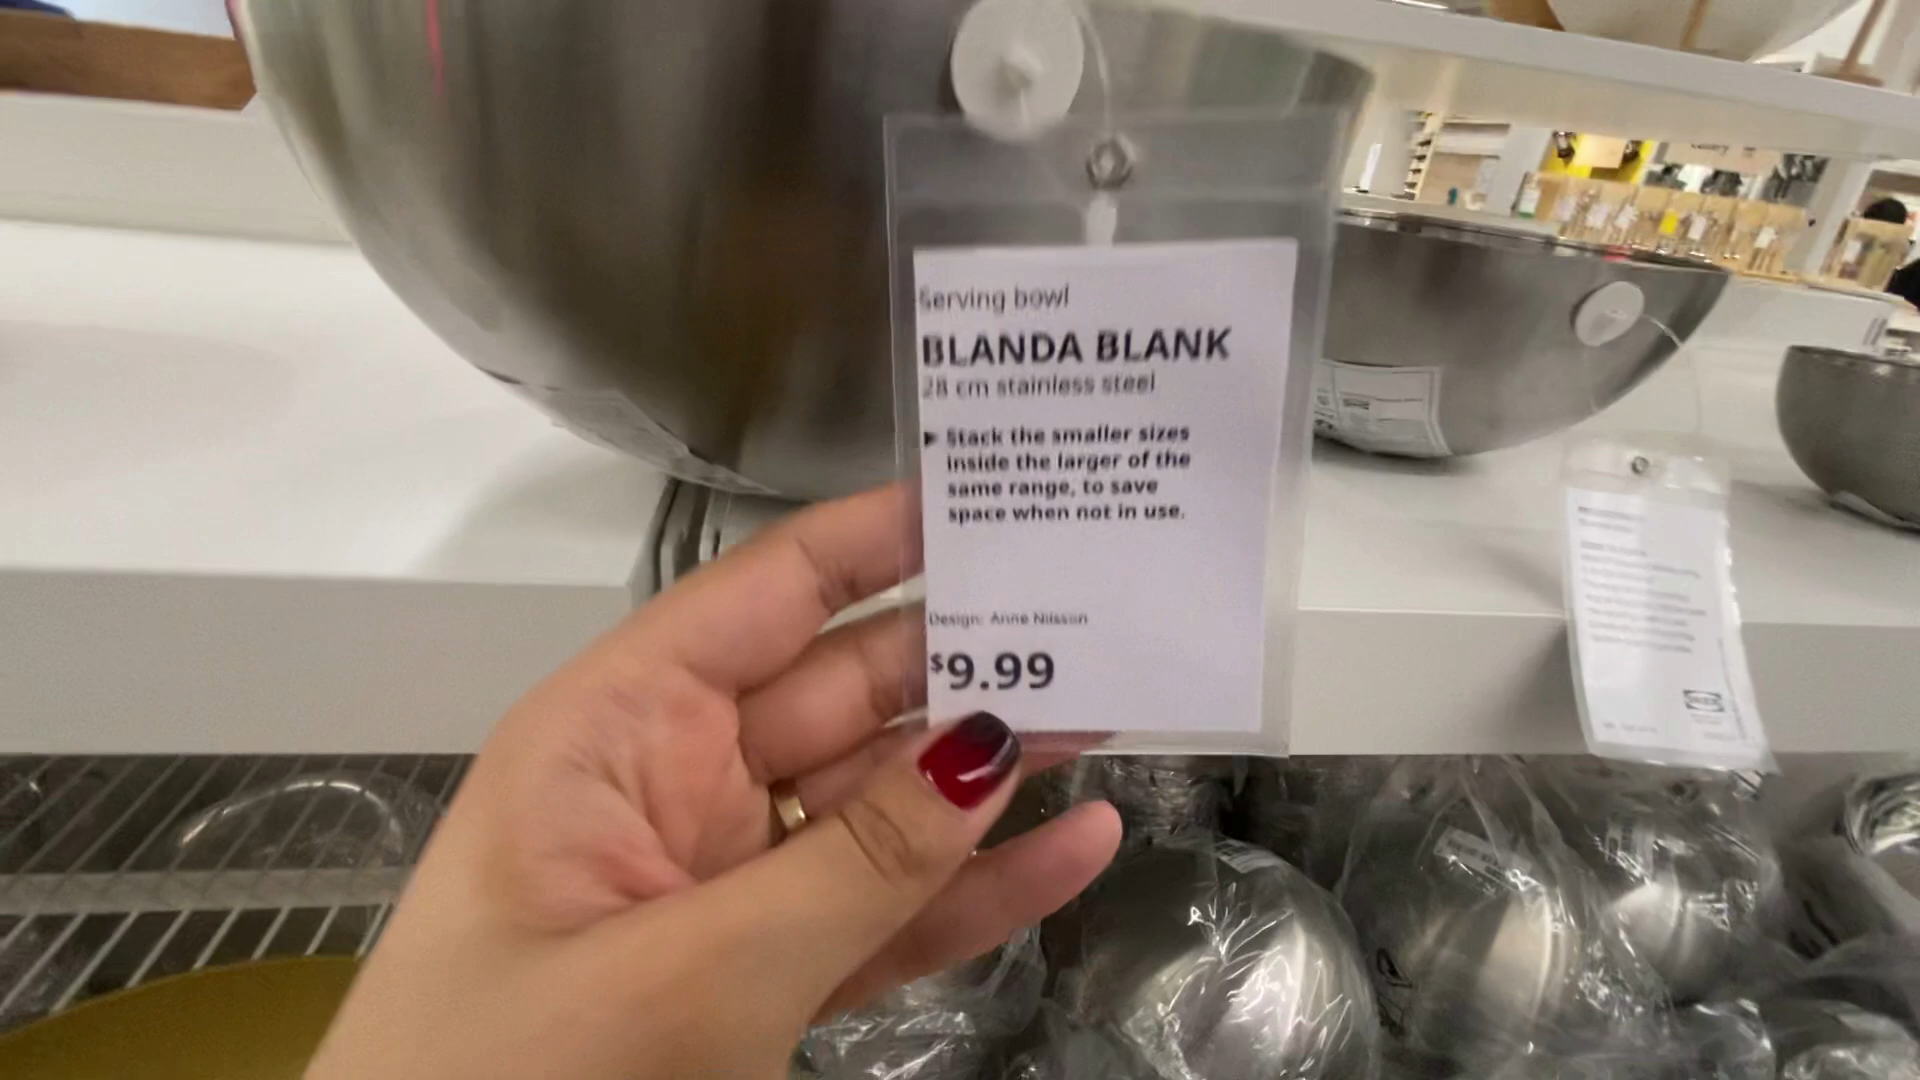 Serving bowl
BLANDA BLANK
28 cm stainless steel
▶ Stack the smaller sizes
inside the larger of the
same range, to save
space when not in use.
Design: Anne Nilsson
$9.99